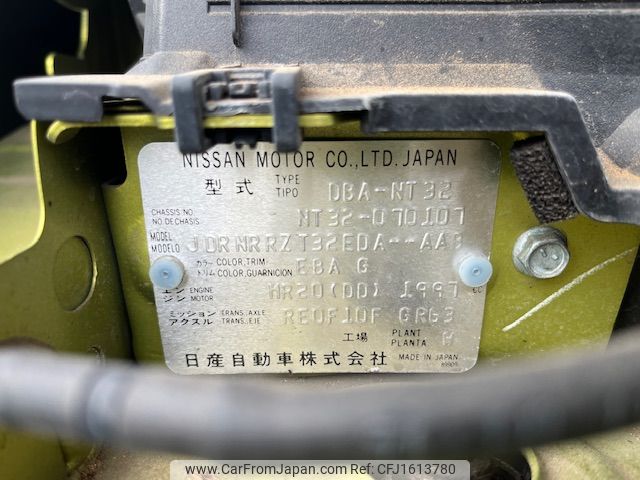 NISSAN MOTOR CO., LTD. JAPAN
型式 TYPE TIPO DBA-NT32
CHASSIS NO. NO. DE CHASIS NT32-070107
MODEL MODELO JDRNRRZT32EDA--AAB
カラー COLOR, TRIM トリム COLOR, GUARNICION EBA G
エンジン ENGINE MOTOR MR20(DD) 1997 CC
ミッション TRANS. AXLE アクスル TRANS. EJE RE0F10F GR63
工場 PLANT PLANTA M
日産自動車株式会社 MADE IN JAPAN
www.CarFromJapan.com - CFJ1613780